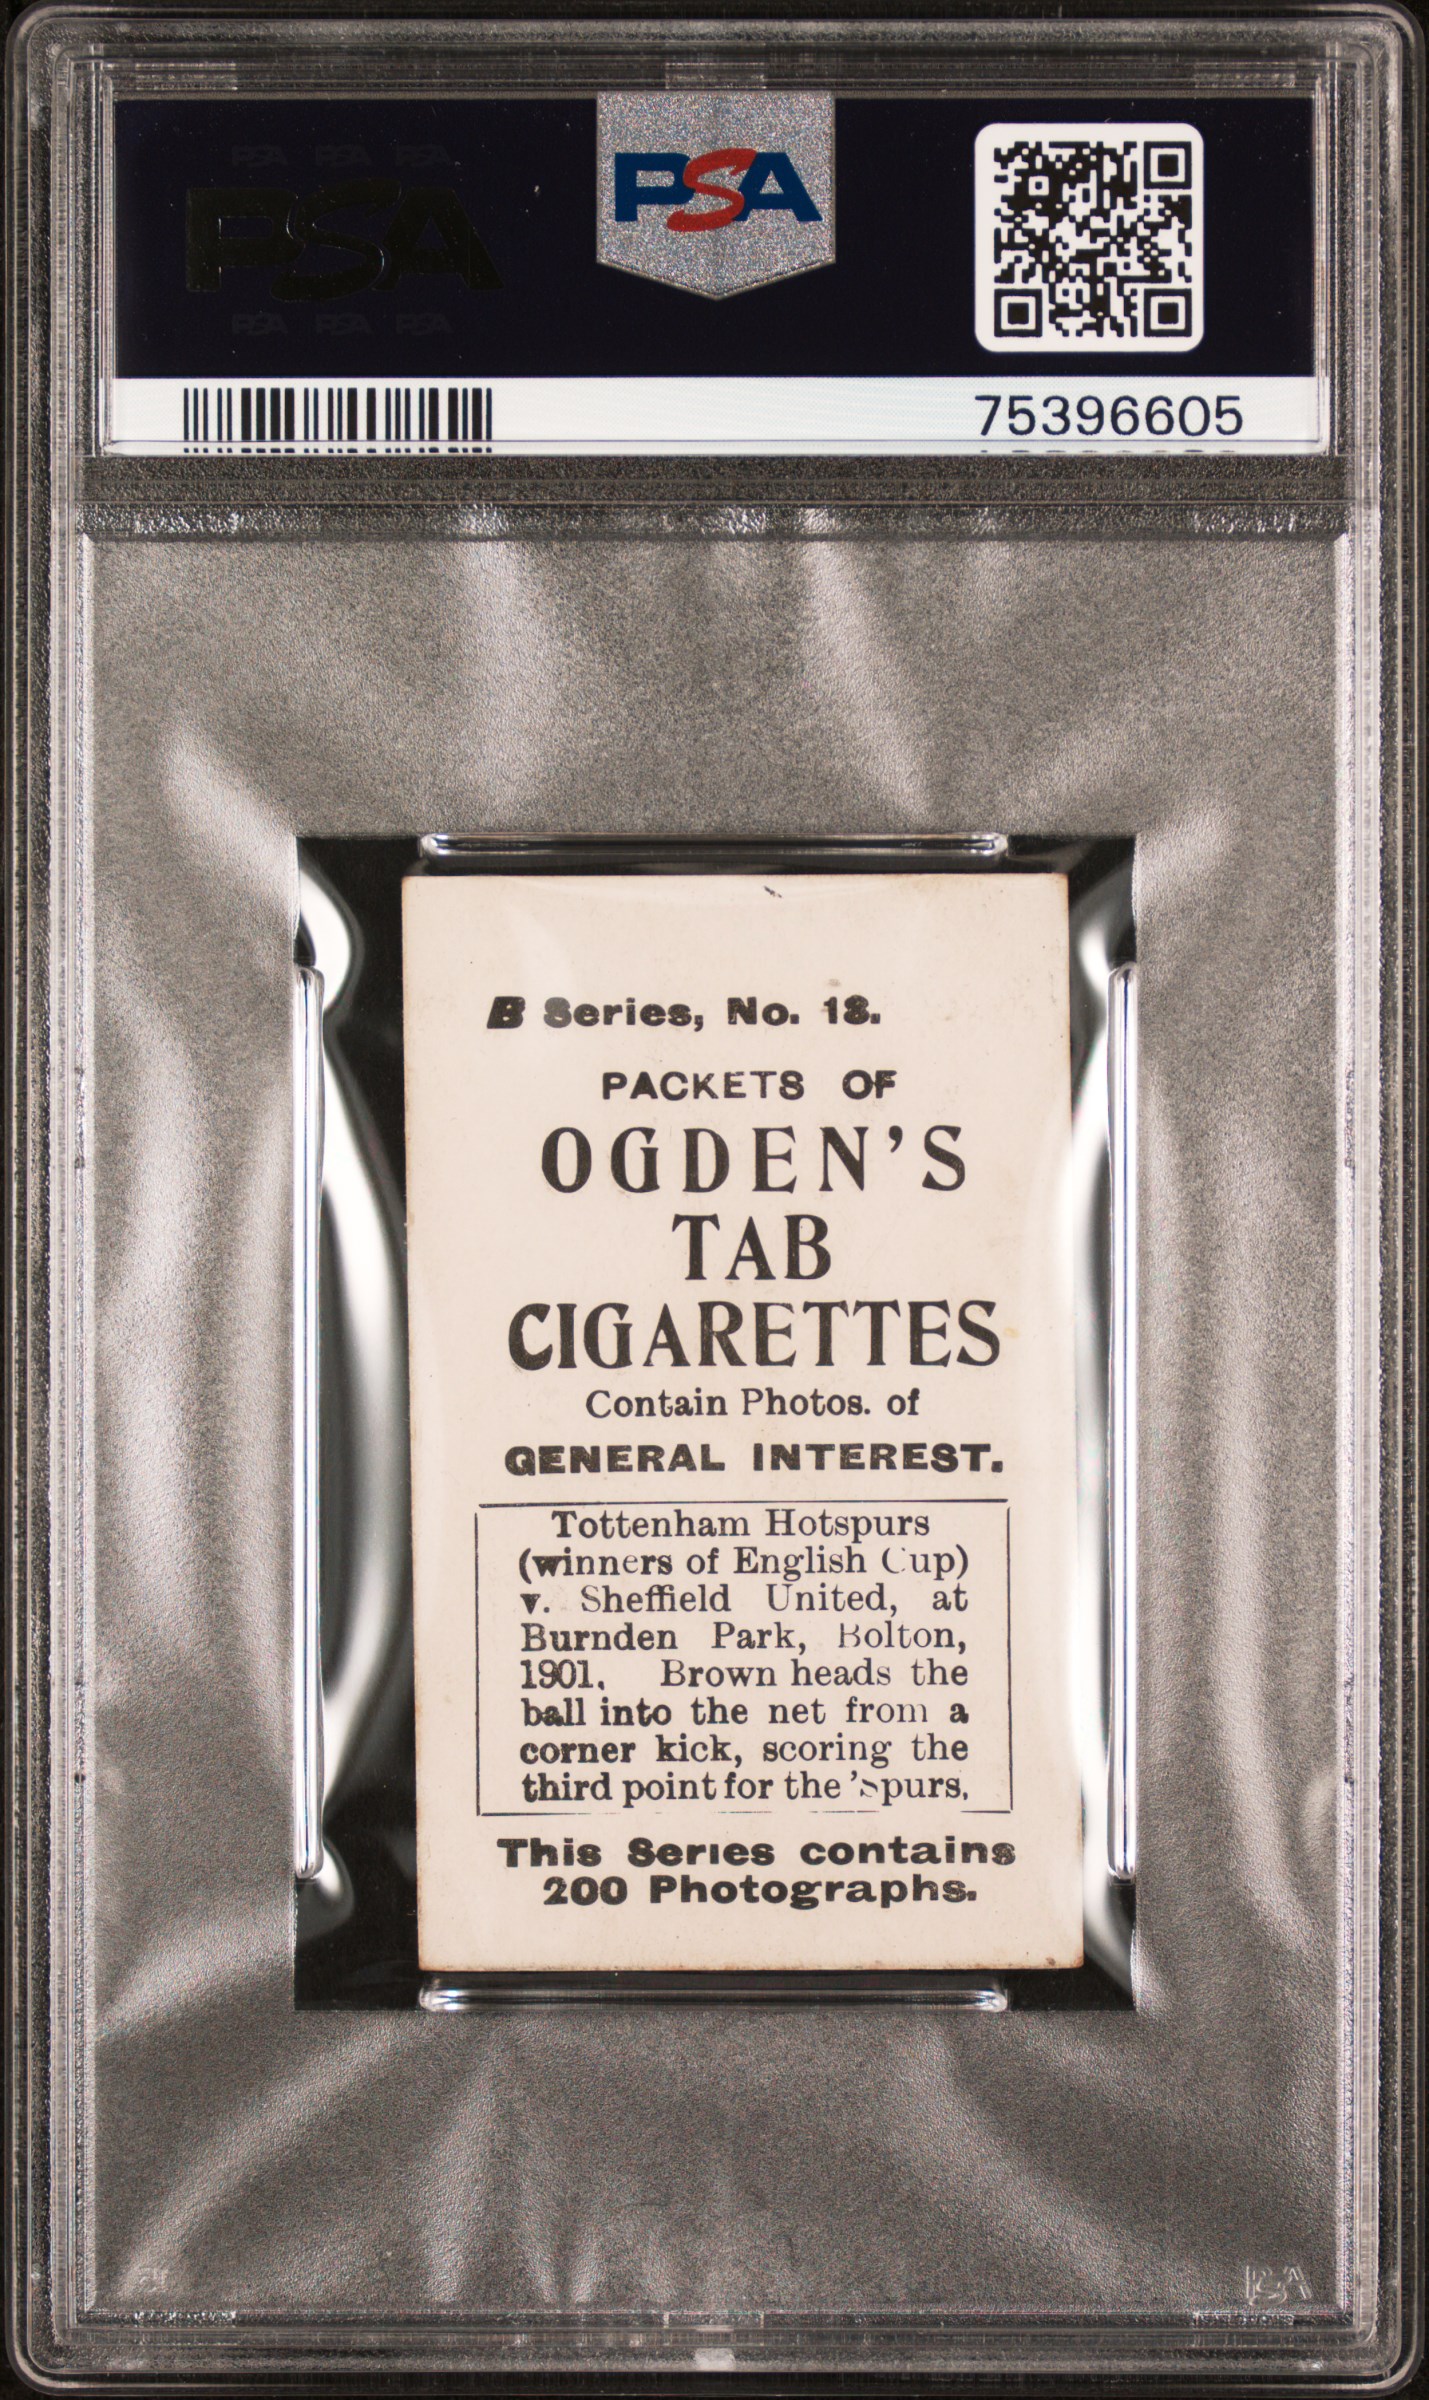 PSA
75396605
B Series, No. 18.
PACKETS OF
OGDEN'S
TAB
CIGARETTES
Contain Photos. of
GENERAL INTEREST.
Tottenham Hotspurs
(winners of English Cup)
v. Sheffield United, at
Burnden Park, Bolton,
1901. Brown heads the
ball into the net from a
corner kick, scoring the
third point for the 'Spurs.
This Series contains
200 Photographs.
PSA